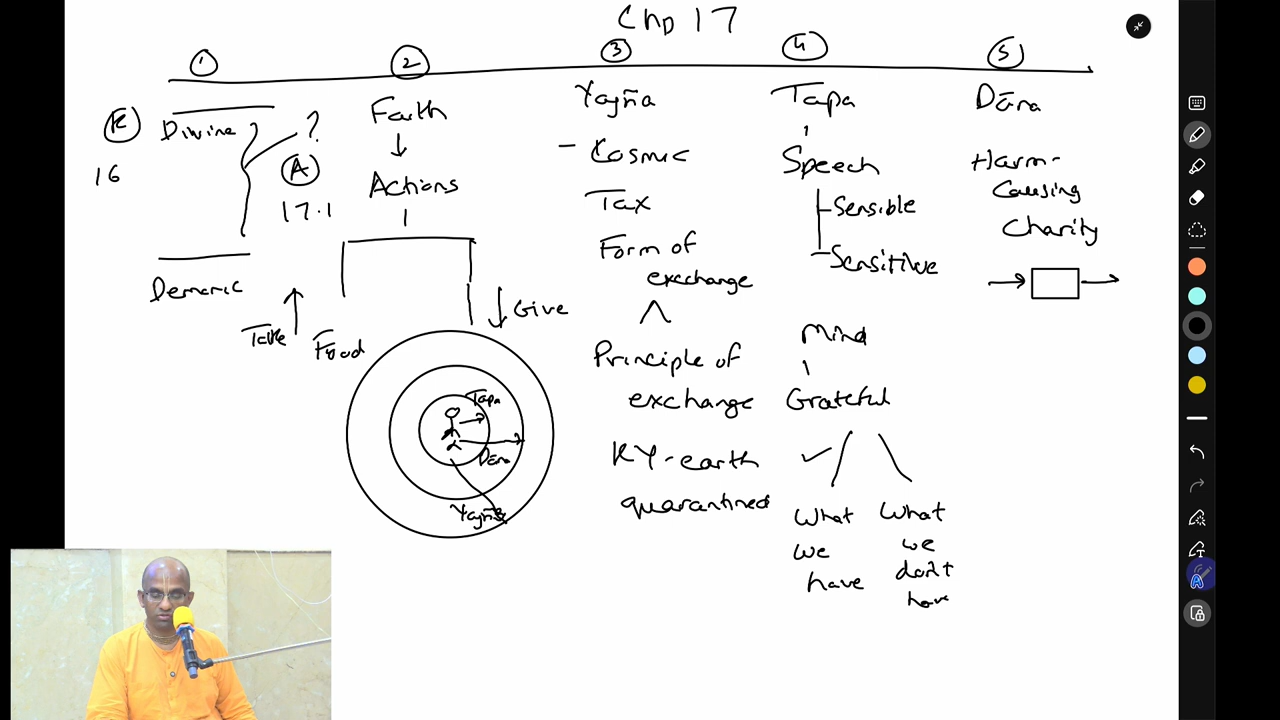 Chp 17
1 2 3 4 5
K
16
Divine
?
A
17.1
Demonic
Faith
Actions
Take
Food
Give
Tapa
Dāna
Yajña
Yajña
- Cosmic
Tax
Form of
exchange
Principle of
exchange
KY-earth
quarantined
Tapa
Speech
Sensible
Sensitive
Mind
Grateful
What
we
have
What
we
don't
have
Dāna
Harm-
Causing
Charity